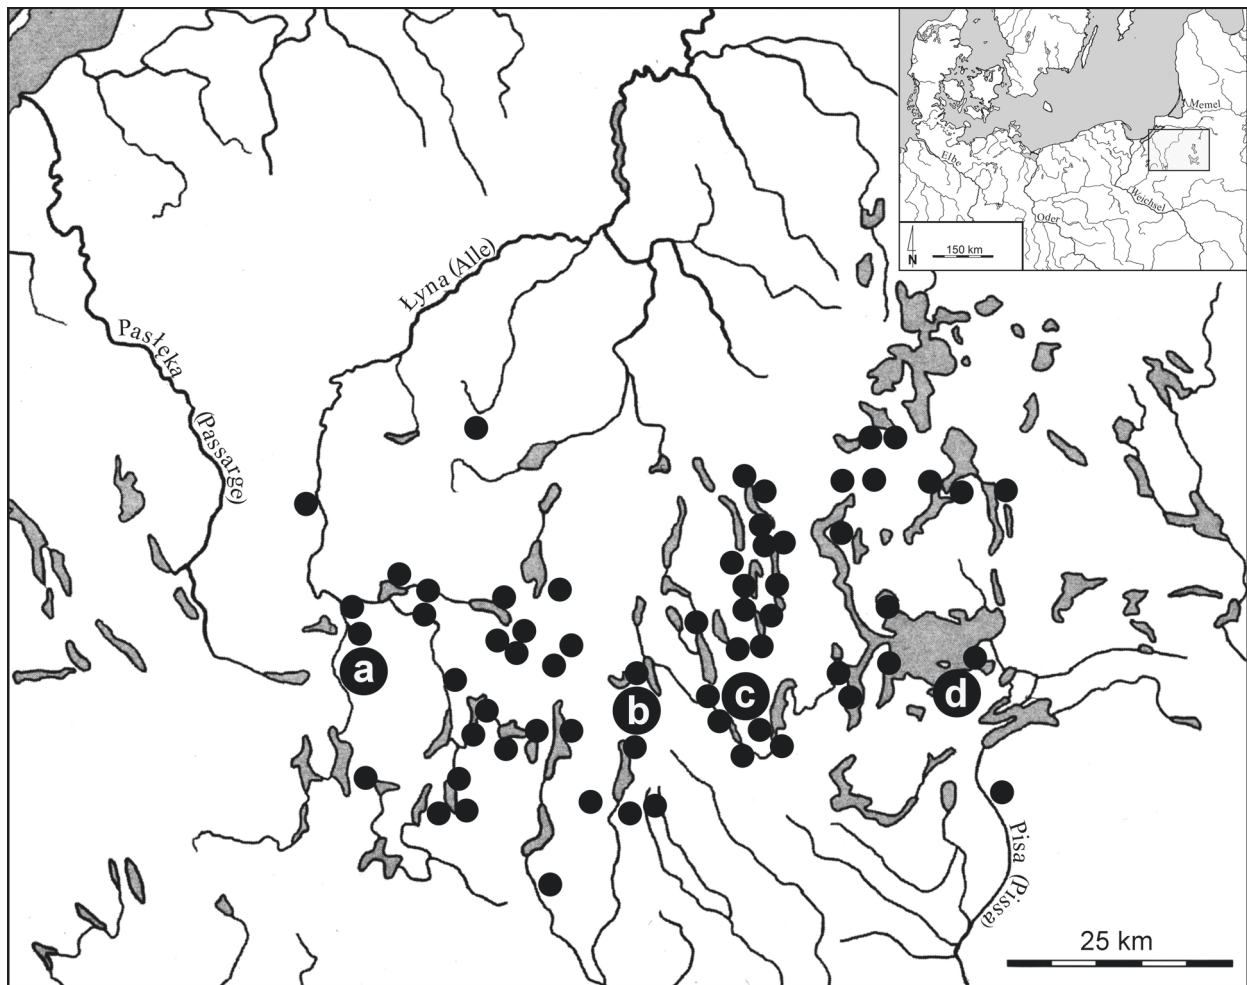 Memel
Elbe
Weichsel
Oder
N
150 km
Łyna (Alle)
Pasłęka
(Passarge)
a
b
c
d
Pisa (Pissa)
25 km